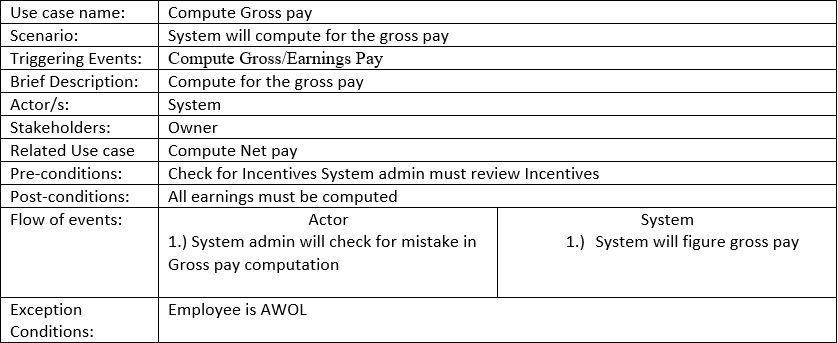 Use case name: Compute Gross pay
Scenario: System will compute for the gross pay
Triggering Events: Compute Gross/Earnings Pay
Brief Description: Compute for the gross pay
Actor/s: System
Stakeholders: Owner
Related Use case Compute Net pay
Pre-conditions: Check for Incentives System admin must review Incentives
Post-conditions: All earnings must be computed
Flow of events: Actor System
1.) System admin will check for mistake in 1.) System will figure gross pay
Gross pay computation
Exception Employee is AWOL
Conditions: